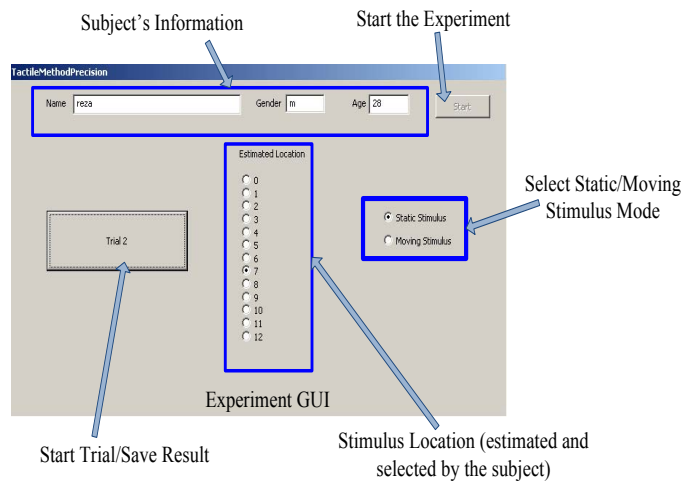 Subject's Information
Start the Experiment
TactileMethodPrecision
Name reza Gender m Age 28 Start
Estimated Location
0
1
2
3
4
5
6
7
8
9
10
11
12
Trial 2
Static Stimulus
Moving Stimulus
Select Static/Moving
Stimulus Mode
Experiment GUI
Start Trial/Save Result
Stimulus Location (estimated and
selected by the subject)